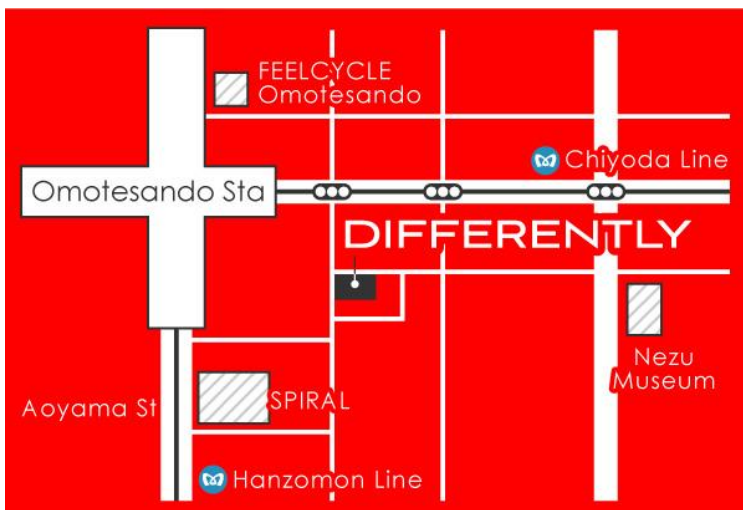 FEELCYCLE
Omotesando
Chiyoda Line
Omotesando Sta
DIFFERENTLY
Nezu
Museum
Aoyama St
SPIRAL
Hanzomon Line